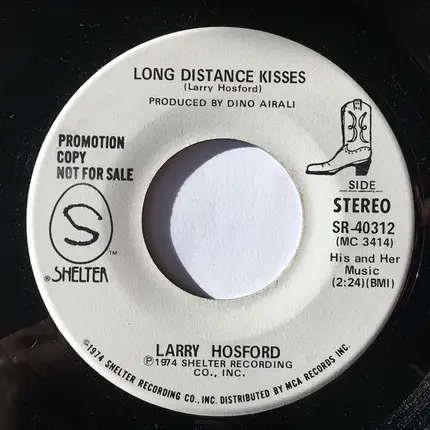 LONG DISTANCE KISSES
(Larry Hosford)
PRODUCED BY DINO AIRALI
PROMOTION
COPY
NOT FOR SALE
S
TM
® SHELTER
SIDE
STEREO
SR-40312
(MC 3414)
His and Her
Music
(2:24)(BMI)
LARRY HOSFORD
℗1974 SHELTER RECORDING
CO., INC.
©1974 SHELTER RECORDING CO., INC. DISTRIBUTED BY MCA RECORDS INC.